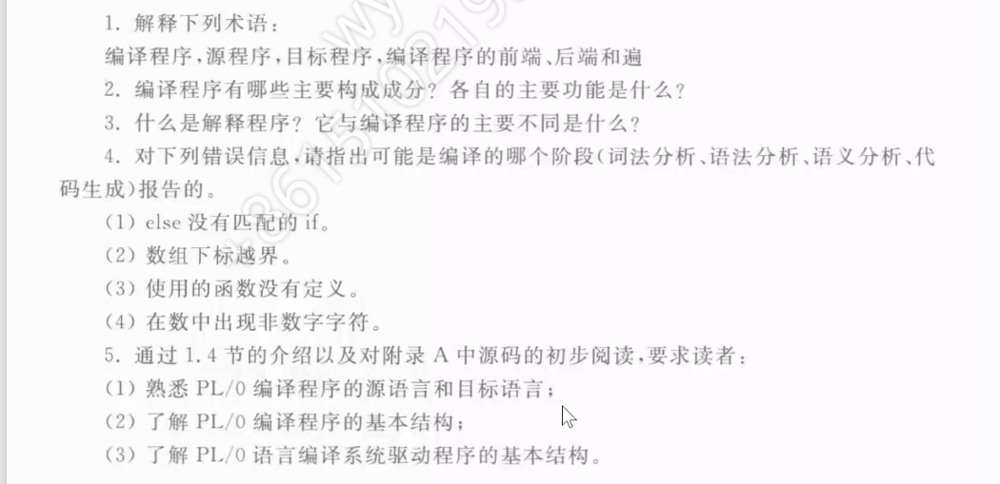 1. 解释下列术语：
编译程序，源程序，目标程序，编译程序的前端、后端和遍
2. 编译程序有哪些主要构成成分？各自的主要功能是什么？
3. 什么是解释程序？它与编译程序的主要不同是什么？
4. 对下列错误信息，请指出可能是编译的哪个阶段（词法分析、语法分析、语义分析、代
码生成）报告的。
（1）else 没有匹配的 if。
（2）数组下标越界。
（3）使用的函数没有定义。
（4）在数中出现非数字字符。
5. 通过 1.4 节的介绍以及对附录 A 中源码的初步阅读，要求读者：
（1）熟悉 PL/0 编译程序的源语言和目标语言；
（2）了解 PL/0 编译程序的基本结构；
（3）了解 PL/0 语言编译系统驱动程序的基本结构。